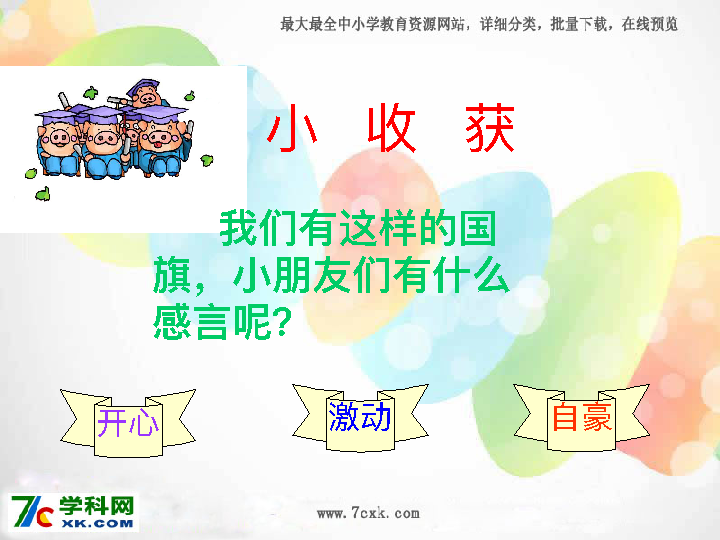 最大最全中小学教育资源网站，详细分类，批量下载，在线预览
小 收 获
我们有这样的国
旗，小朋友们有什么
感言呢?
开心
激动
自豪
7c 学科网
XK.COM
www.7cxk.com